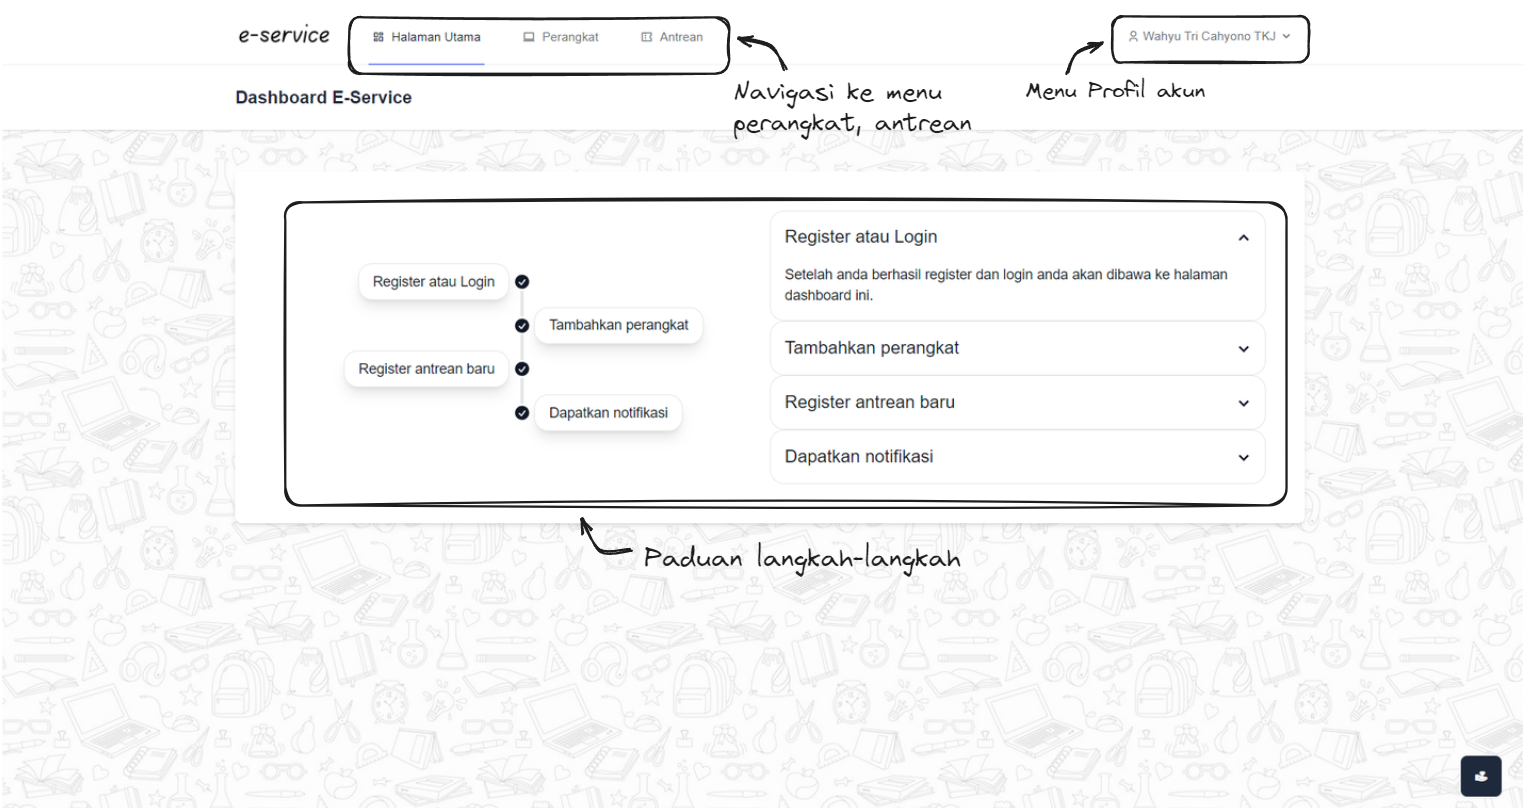 e-service
Halaman Utama
Perangkat
Antrean
Wahyu Tri Cahyono TKJ
Navigasi ke menu
perangkat, antrean
Menu Profil akun
Dashboard E-Service
Register atau Login
Tambahkan perangkat
Register antrean baru
Dapatkan notifikasi
Register atau Login
Setelah anda berhasil register dan login anda akan dibawa ke halaman
dashboard ini.
Tambahkan perangkat
Register antrean baru
Dapatkan notifikasi
Paduan langkah-langkah